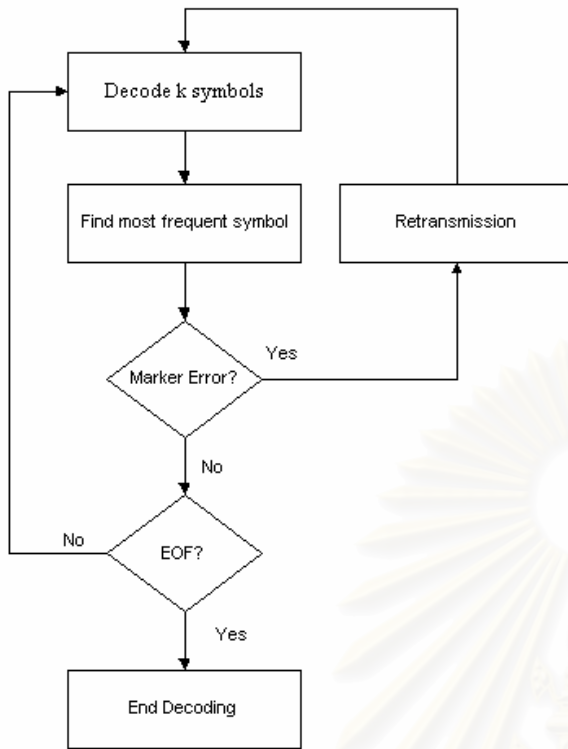 Decode k symbols
Find most frequent symbol
Retransmission
Yes
Marker Error?
No
No
EOF?
Yes
End Decoding